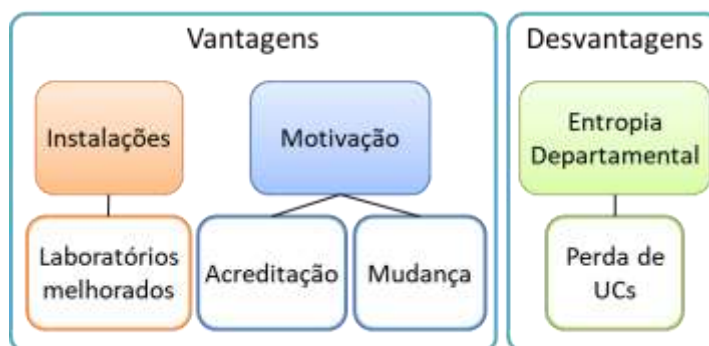 Vantagens
Instalações
Motivação
Laboratórios
melhorados
Acreditação
Mudança
Desvantagens
Entropia
Departamental
Perda de
UCs